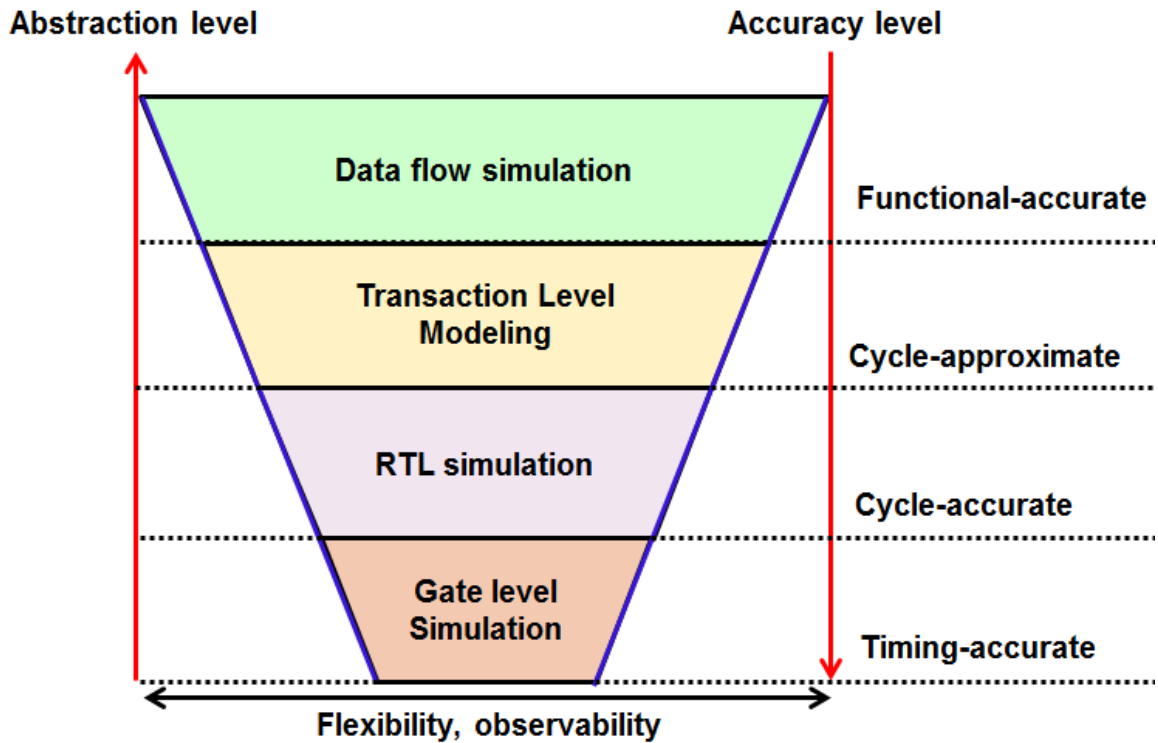 Abstraction level
Accuracy level
Data flow simulation
Functional-accurate
Transaction Level
Modeling
Cycle-approximate
RTL simulation
Cycle-accurate
Gate level
Simulation
Timing-accurate
Flexibility, observability